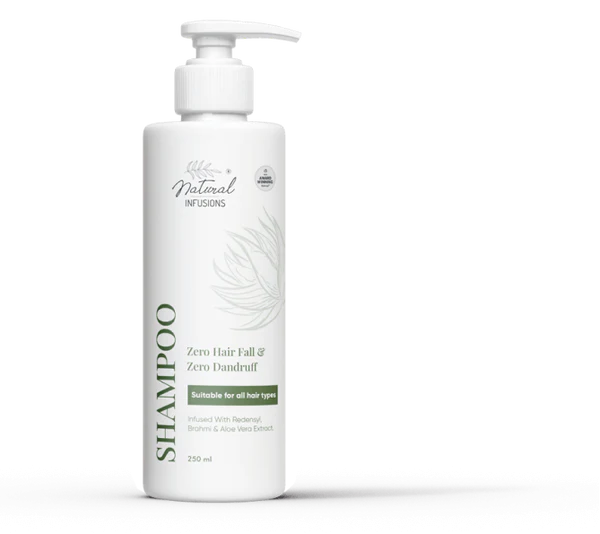 Natural
INFUSIONS
SHAMPOO
Zero Hair Fall &
Zero Dandruff
Suitable for all hair types
Infused With Redensyl,
Brahmi & Aloe Vera Extract.
250 ml